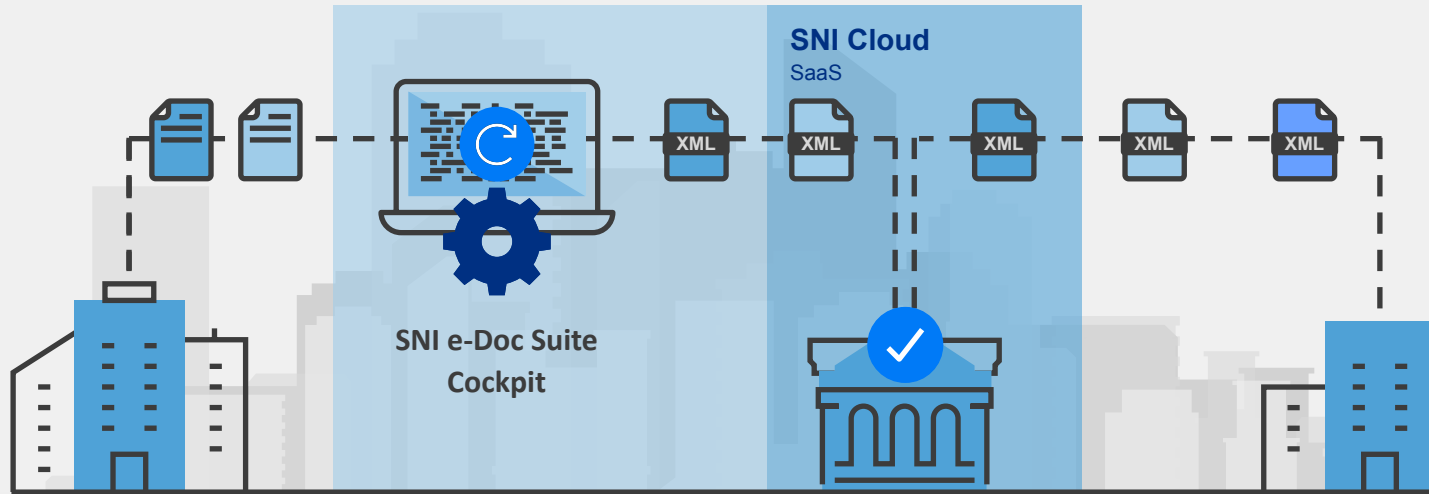 SNI Cloud
SaaS
XML
XML
XML
XML
XML
SNI e-Doc Suite
Cockpit